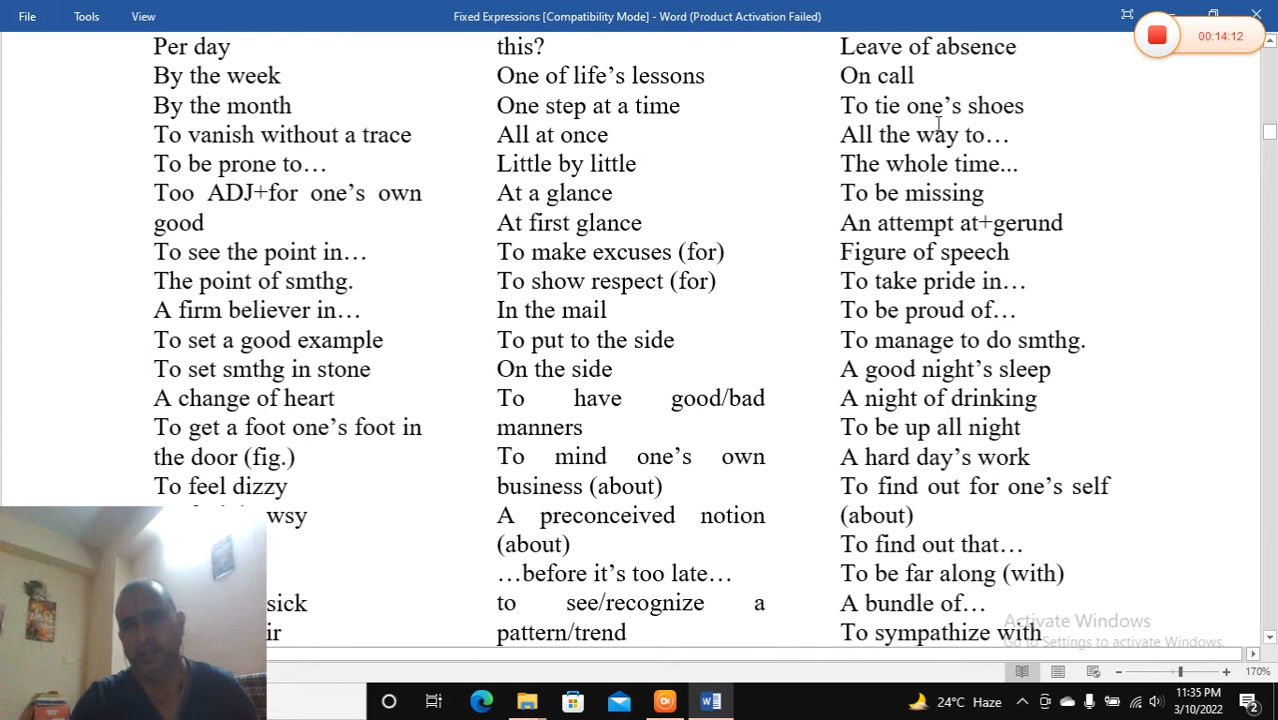 File Tools View Fixed Expressions [Compatibility Mode] - Word (Product Activation Failed)
00:14:12
Per day
By the week
By the month
To vanish without a trace
To be prone to…
Too ADJ+for one’s own
good
To see the point in…
The point of smthg.
A firm believer in…
To set a good example
To set smthg in stone
A change of heart
To get a foot one’s foot in
the door (fig.)
To feel dizzy
wsy
sick
ir
this?
One of life’s lessons
One step at a time
All at once
Little by little
At a glance
At first glance
To make excuses (for)
To show respect (for)
In the mail
To put to the side
On the side
To have good/bad
manners
To mind one’s own
business (about)
A preconceived notion
(about)
…before it’s too late…
to see/recognize a
pattern/trend
Leave of absence
On call
To tie one’s shoes
All the way to…
The whole time...
To be missing
An attempt at+gerund
Figure of speech
To take pride in…
To be proud of…
To manage to do smthg.
A good night’s sleep
A night of drinking
To be up all night
A hard day’s work
To find out for one’s self
(about)
To find out that…
To be far along (with)
A bundle of…
To sympathize with
Activate Windows
Go to Settings to activate Windows.
170%
24°C Haze
11:35 PM
3/10/2022
2